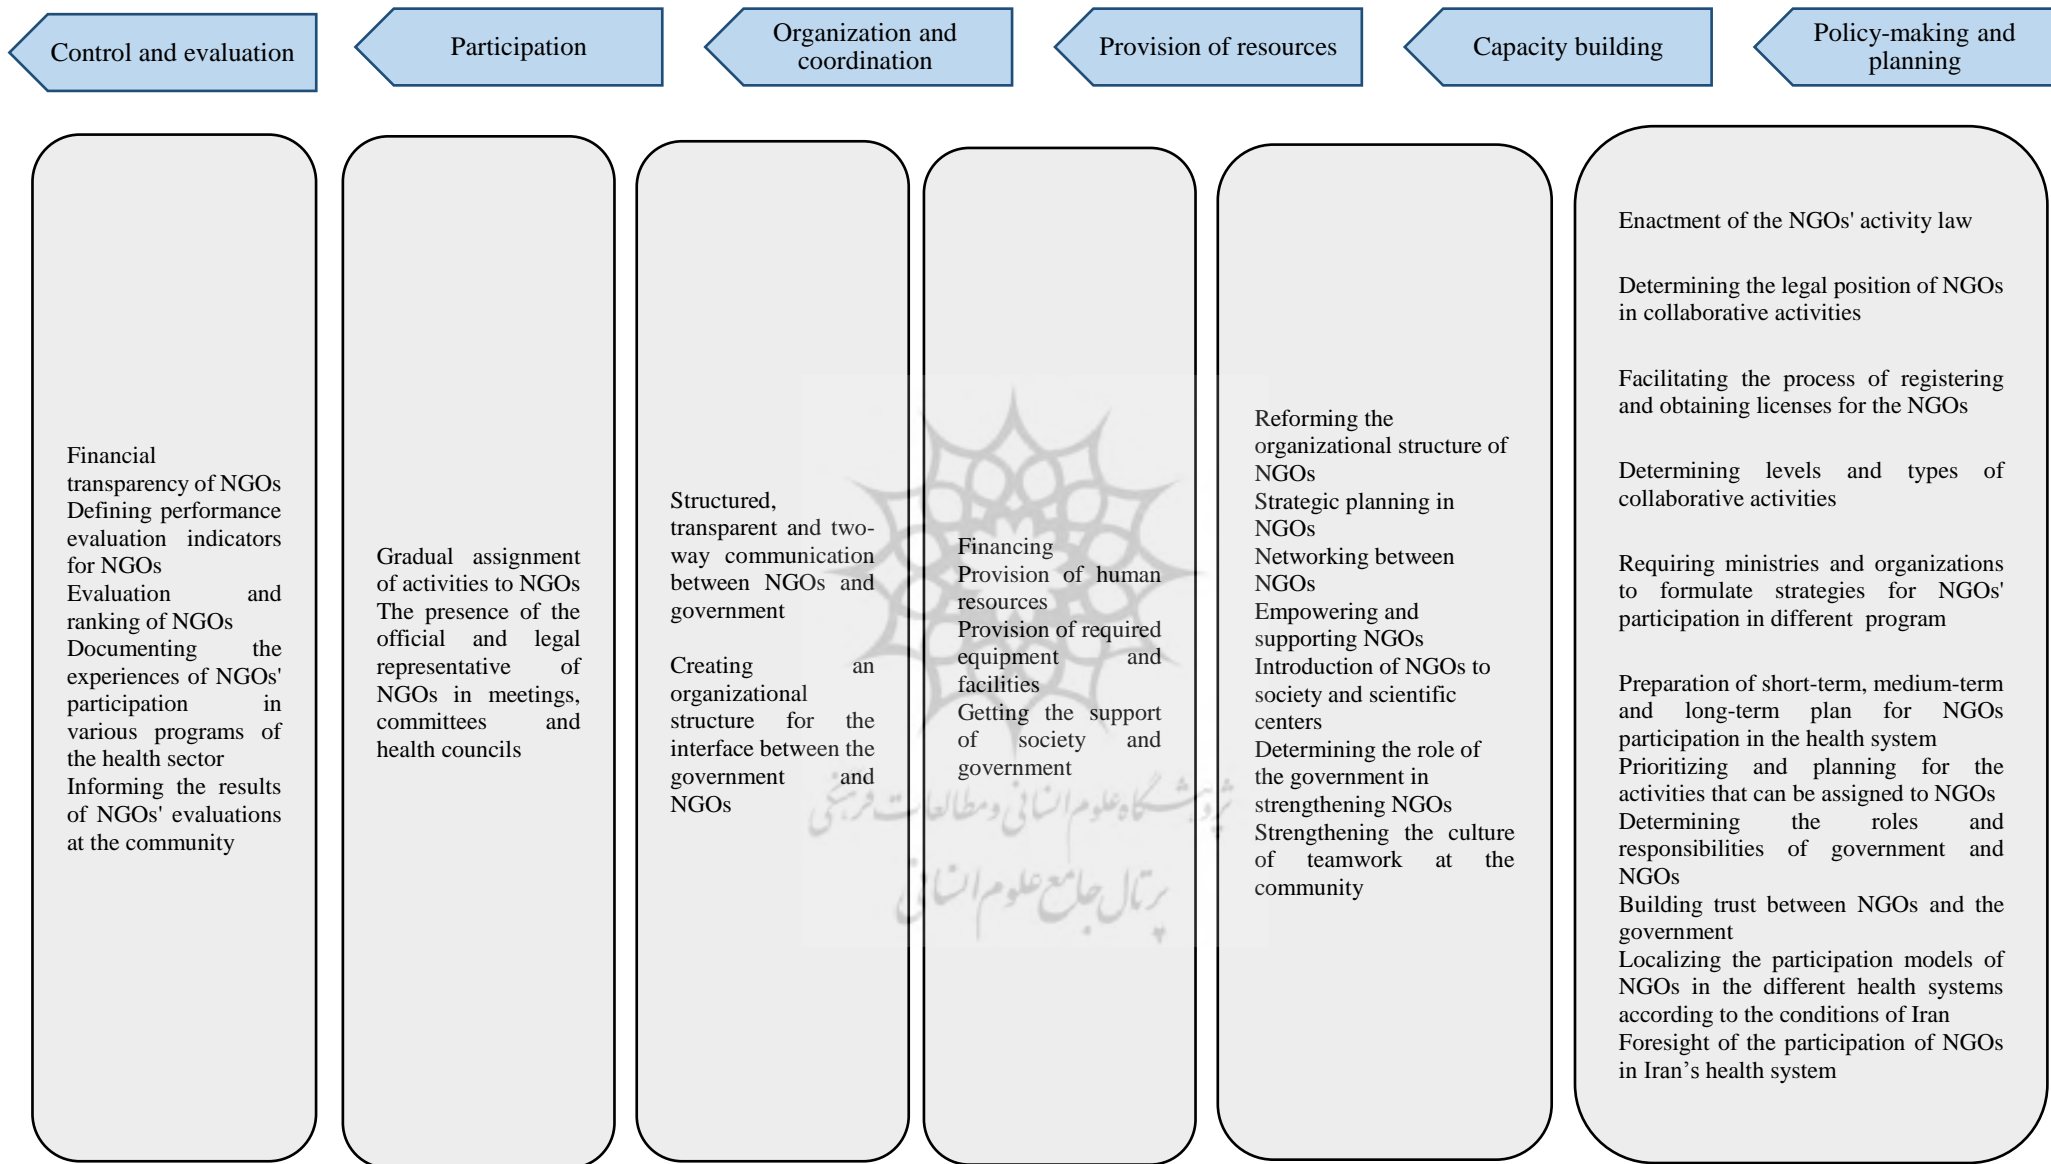 Control and evaluation
Participation
Organization and
coordination
Provision of resources
Capacity building
Policy-making and
planning
Financial
transparency of NGOs
Defining performance
evaluation indicators
for NGOs
Evaluation and
ranking of NGOs
Documenting the
experiences of NGOs'
participation in
various programs of
the health sector
Informing the results
of NGOs' evaluations
at the community
Gradual assignment
of activities to NGOs
The presence of the
official and legal
representative of
NGOs in meetings,
committees and
health councils
Structured,
transparent and two-
way communication
between NGOs and
government
Creating an
organizational
structure for the
interface between the
government and
NGOs
Financing
Provision of human
resources
Provision of required
equipment and
facilities
Getting the support
of society and
government
Reforming the
organizational structure of
NGOs
Strategic planning in
NGOs
Networking between
NGOs
Empowering and
supporting NGOs
Introduction of NGOs to
society and scientific
centers
Determining the role of
the government in
strengthening NGOs
Strengthening the culture
of teamwork at the
community
Enactment of the NGOs' activity law
Determining the legal position of NGOs
in collaborative activities
Facilitating the process of registering
and obtaining licenses for the NGOs
Determining levels and types of
collaborative activities
Requiring ministries and organizations
to formulate strategies for NGOs'
participation in different program
Preparation of short-term, medium-term
and long-term plan for NGOs
participation in the health system
Prioritizing and planning for the
activities that can be assigned to NGOs
Determining the roles and
responsibilities of government and
NGOs
Building trust between NGOs and the
government
Localizing the participation models of
NGOs in the different health systems
according to the conditions of Iran
Foresight of the participation of NGOs
in Iran’s health system
پژوهشگاه علوم انسانی و مطالعات فرهنگی
پرتال جامع علوم انسانی